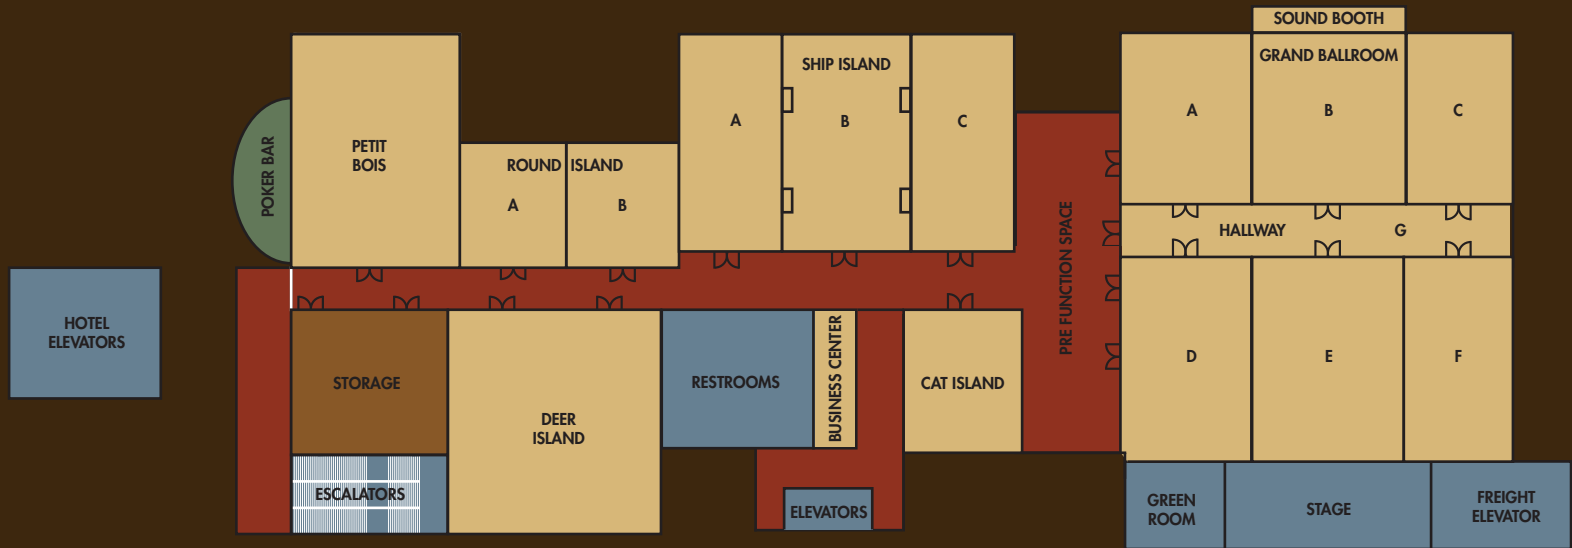 SOUND BOOTH
GRAND BALLROOM
A
B
C
SHIP ISLAND
A
B
C
PETIT
BOIS
POKER BAR
ROUND ISLAND
A
B
PRE FUNCTION SPACE
HALLWAY
G
HOTEL
ELEVATORS
STORAGE
DEER
ISLAND
RESTROOMS
BUSINESS CENTER
CAT ISLAND
D
E
F
ESCALATORS
ELEVATORS
GREEN
ROOM
STAGE
FREIGHT
ELEVATOR